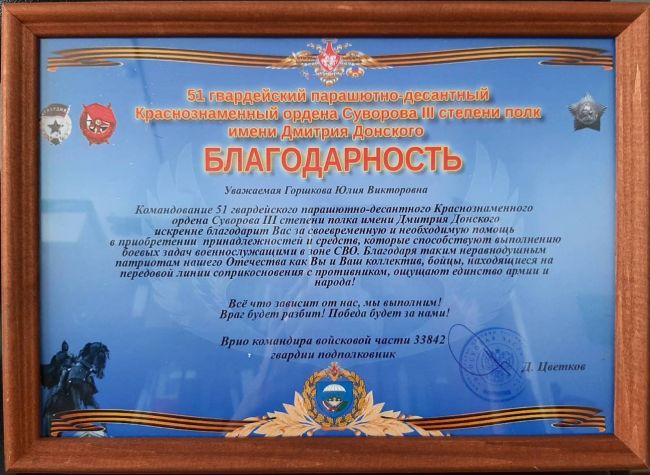 51 гвардейский парашютно-десантный
Краснознаменный ордена Суворова III степени полк
имени Дмитрия Донского
БЛАГОДАРНОСТЬ
Уважаемая Горшкова Юлия Викторовна
Командование 51 гвардейского парашютно-десантного Краснознаменного
ордена Суворова III степени полка имени Дмитрия Донского
искренне благодарит Вас за своевременную и необходимую помощь
в приобретении принадлежностей и средств, которые способствуют выполнению
боевых задач военнослужащими в зоне СВО. Благодаря таким неравнодушным
патриотам нашего Отечества как Вы и Ваш коллектив, бойцы, находящиеся на
передовой линии соприкосновения с противником, ощущают единство армии и
народа!
Всё что зависит от нас, мы выполним!
Враг будет разбит! Победа будет за нами!
Врио командира войсковой части 33842
гвардии подполковник
Д. Цветков